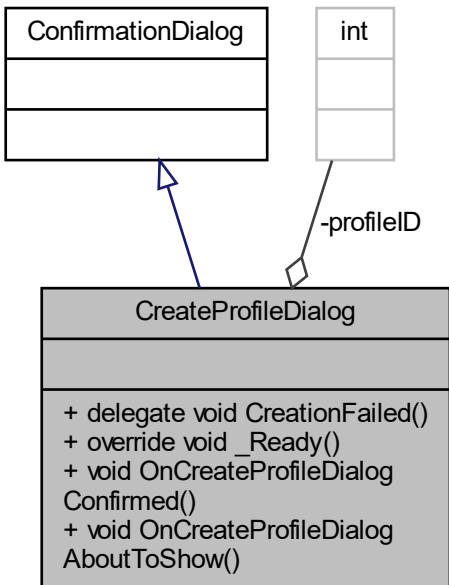 ConfirmationDialog
int
-profileID
CreateProfileDialog
+ delegate void CreationFailed()
+ override void _Ready()
+ void OnCreateProfileDialog
Confirmed()
+ void OnCreateProfileDialog
AboutToShow()